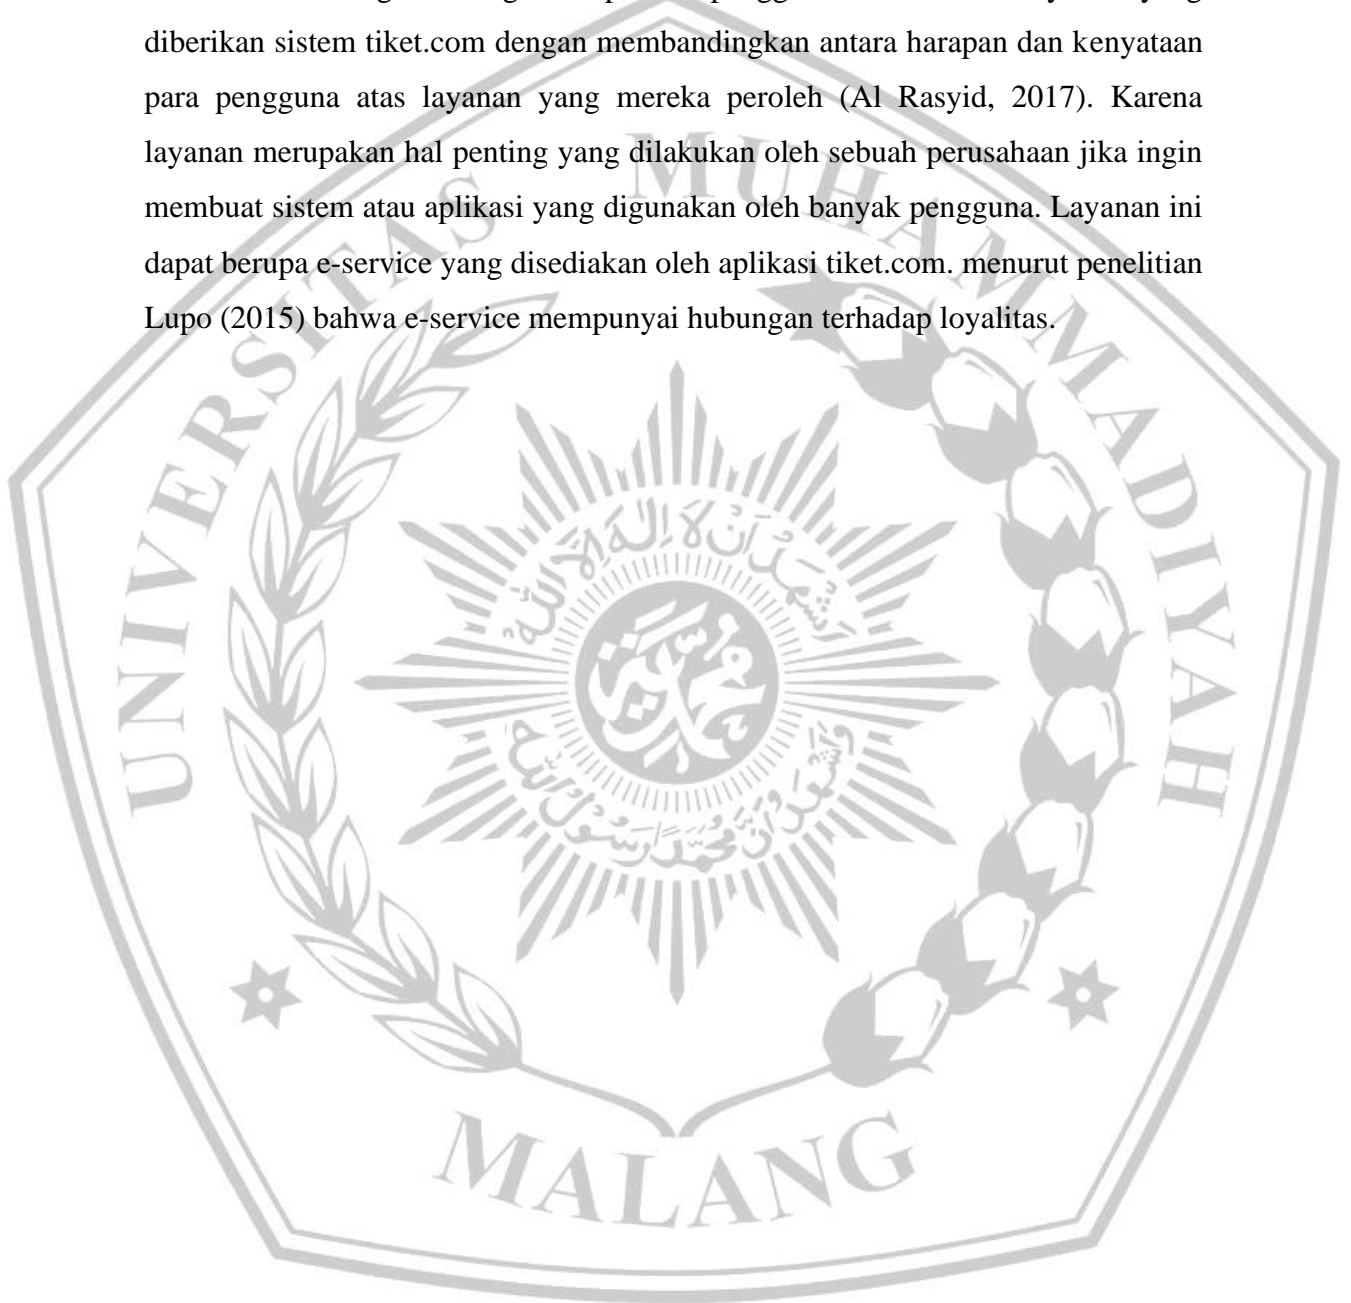 diberikan sistem tiket.com dengan membandingkan antara harapan dan kenyataan
para pengguna atas layanan yang mereka peroleh (Al Rasyid, 2017). Karena
layanan merupakan hal penting yang dilakukan oleh sebuah perusahaan jika ingin
membuat sistem atau aplikasi yang digunakan oleh banyak pengguna. Layanan ini
dapat berupa e-service yang disediakan oleh aplikasi tiket.com. menurut penelitian
Lupo (2015) bahwa e-service mempunyai hubungan terhadap loyalitas.
UNIVERSITAS MUHAMMADIYAH
MALANG